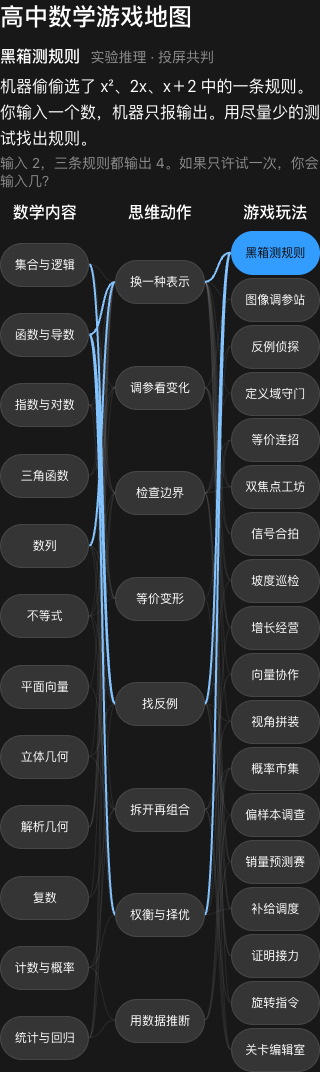 高中数学游戏地图
黑箱测规则 实验推理 · 投屏共判
机器偷偷选了 x²、2x、x＋2 中的一条规则。
你输入一个数，机器只报输出。用尽量少的测
试找出规则。
输入 2，三条规则都输出 4。如果只许试一次，你会
输入几？
数学内容 思维动作 游戏玩法
集合与逻辑
函数与导数
指数与对数
三角函数
数列
不等式
平面向量
立体几何
解析几何
复数
计数与概率
统计与回归
换一种表示
调参看变化
检查边界
等价变形
找反例
拆开再组合
权衡与择优
用数据推断
黑箱测规则
图像调参站
反例侦探
定义域守门
等价连招
双焦点工坊
信号合拍
坡度巡检
增长经营
向量协作
视角拼装
概率市集
偏样本调查
销量预测赛
补给调度
证明接力
旋转指令
关卡编辑室